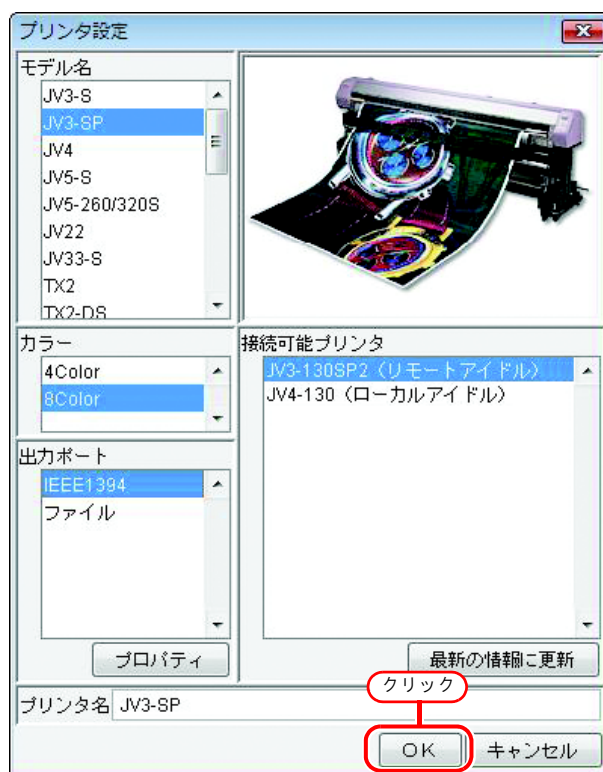 プリンタ設定
モデル名
JV3-S
JV3-SP
JV4
JV5-S
JV5-260/320S
JV22
JV33-S
TX2
TX2-DS
カラー
4Color
8Color
出力ポート
IEEE1394
ファイル
プロパティ
接続可能プリンタ
JV3-130SP2（リモートアイドル）
JV4-130（ローカルアイドル）
最新の情報に更新
クリック
プリンタ名 JV3-SP
OK キャンセル